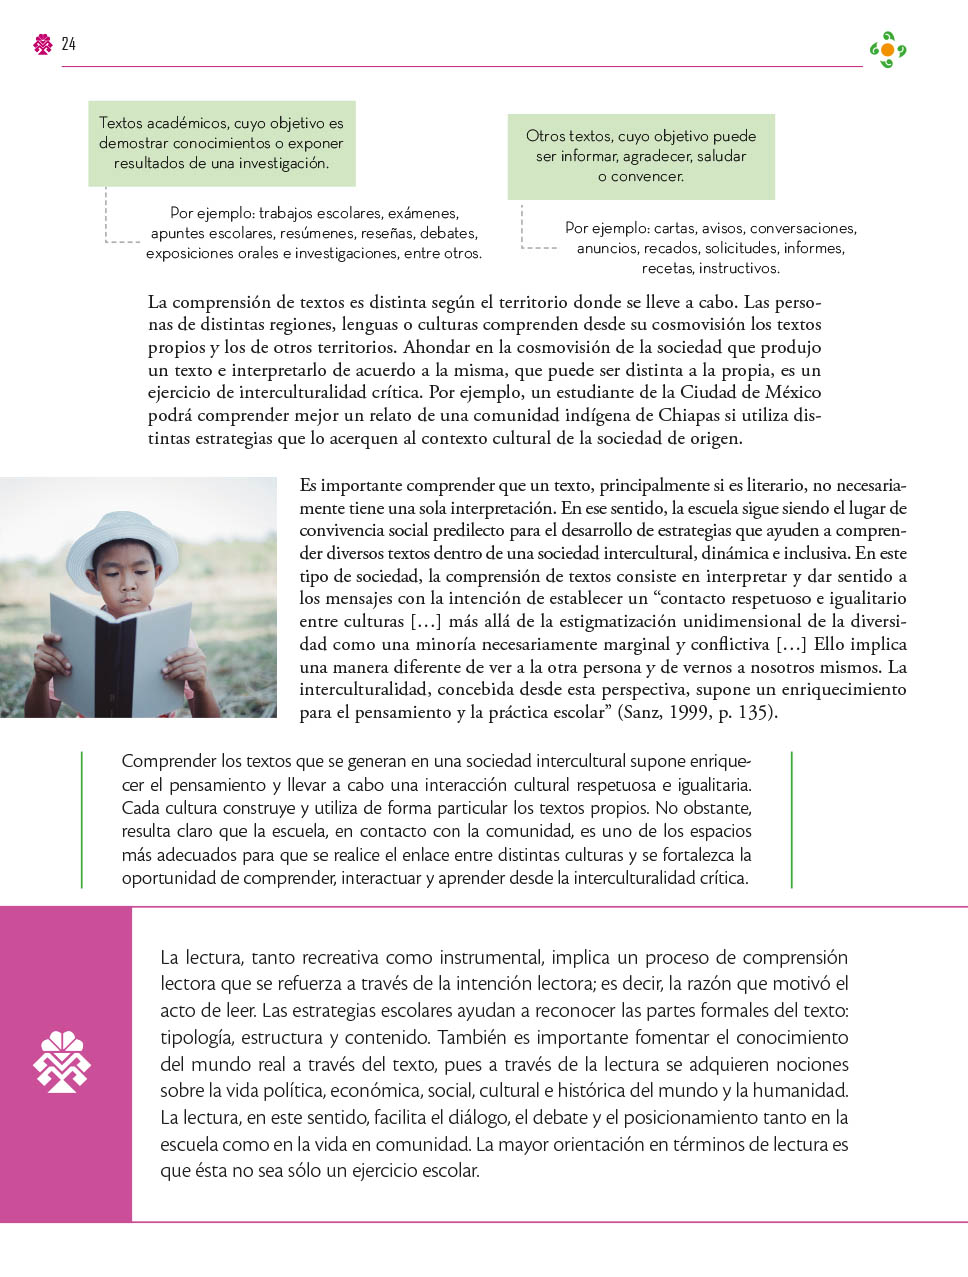 24
Textos académicos, cuyo objetivo es
demostrar conocimientos o exponer
resultados de una investigación.
Por ejemplo: trabajos escolares, exámenes,
apuntes escolares, resúmenes, reseñas, debates,
exposiciones orales e investigaciones, entre otros.
Otros textos, cuyo objetivo puede
ser informar, agradecer, saludar
o convencer.
Por ejemplo: cartas, avisos, conversaciones,
anuncios, recados, solicitudes, informes,
recetas, instructivos.
La comprensión de textos es distinta según el territorio donde se lleve a cabo. Las perso-
nas de distintas regiones, lenguas o culturas comprenden desde su cosmovisión los textos
propios y los de otros territorios. Ahondar en la cosmovisión de la sociedad que produjo
un texto e interpretarlo de acuerdo a la misma, que puede ser distinta a la propia, es un
ejercicio de interculturalidad crítica. Por ejemplo, un estudiante de la Ciudad de México
podrá comprender mejor un relato de una comunidad indígena de Chiapas si utiliza dis-
tintas estrategias que lo acerquen al contexto cultural de la sociedad de origen.
Es importante comprender que un texto, principalmente si es literario, no necesaria-
mente tiene una sola interpretación. En ese sentido, la escuela sigue siendo el lugar de
convivencia social predilecto para el desarrollo de estrategias que ayuden a compren-
der diversos textos dentro de una sociedad intercultural, dinámica e inclusiva. En este
tipo de sociedad, la comprensión de textos consiste en interpretar y dar sentido a
los mensajes con la intención de establecer un “contacto respetuoso e igualitario
entre culturas […] más allá de la estigmatización unidimensional de la diversi-
dad como una minoría necesariamente marginal y conflictiva […] Ello implica
una manera diferente de ver a la otra persona y de vernos a nosotros mismos. La
interculturalidad, concebida desde esta perspectiva, supone un enriquecimiento
para el pensamiento y la práctica escolar” (Sanz, 1999, p. 135).
Comprender los textos que se generan en una sociedad intercultural supone enrique-
cer el pensamiento y llevar a cabo una interacción cultural respetuosa e igualitaria.
Cada cultura construye y utiliza de forma particular los textos propios. No obstante,
resulta claro que la escuela, en contacto con la comunidad, es uno de los espacios
más adecuados para que se realice el enlace entre distintas culturas y se fortalezca la
oportunidad de comprender, interactuar y aprender desde la interculturalidad crítica.
La lectura, tanto recreativa como instrumental, implica un proceso de comprensión
lectora que se refuerza a través de la intención lectora; es decir, la razón que motivó el
acto de leer. Las estrategias escolares ayudan a reconocer las partes formales del texto:
tipología, estructura y contenido. También es importante fomentar el conocimiento
del mundo real a través del texto, pues a través de la lectura se adquieren nociones
sobre la vida política, económica, social, cultural e histórica del mundo y la humanidad.
La lectura, en este sentido, facilita el diálogo, el debate y el posicionamiento tanto en la
escuela como en la vida en comunidad. La mayor orientación en términos de lectura es
que ésta no sea sólo un ejercicio escolar.